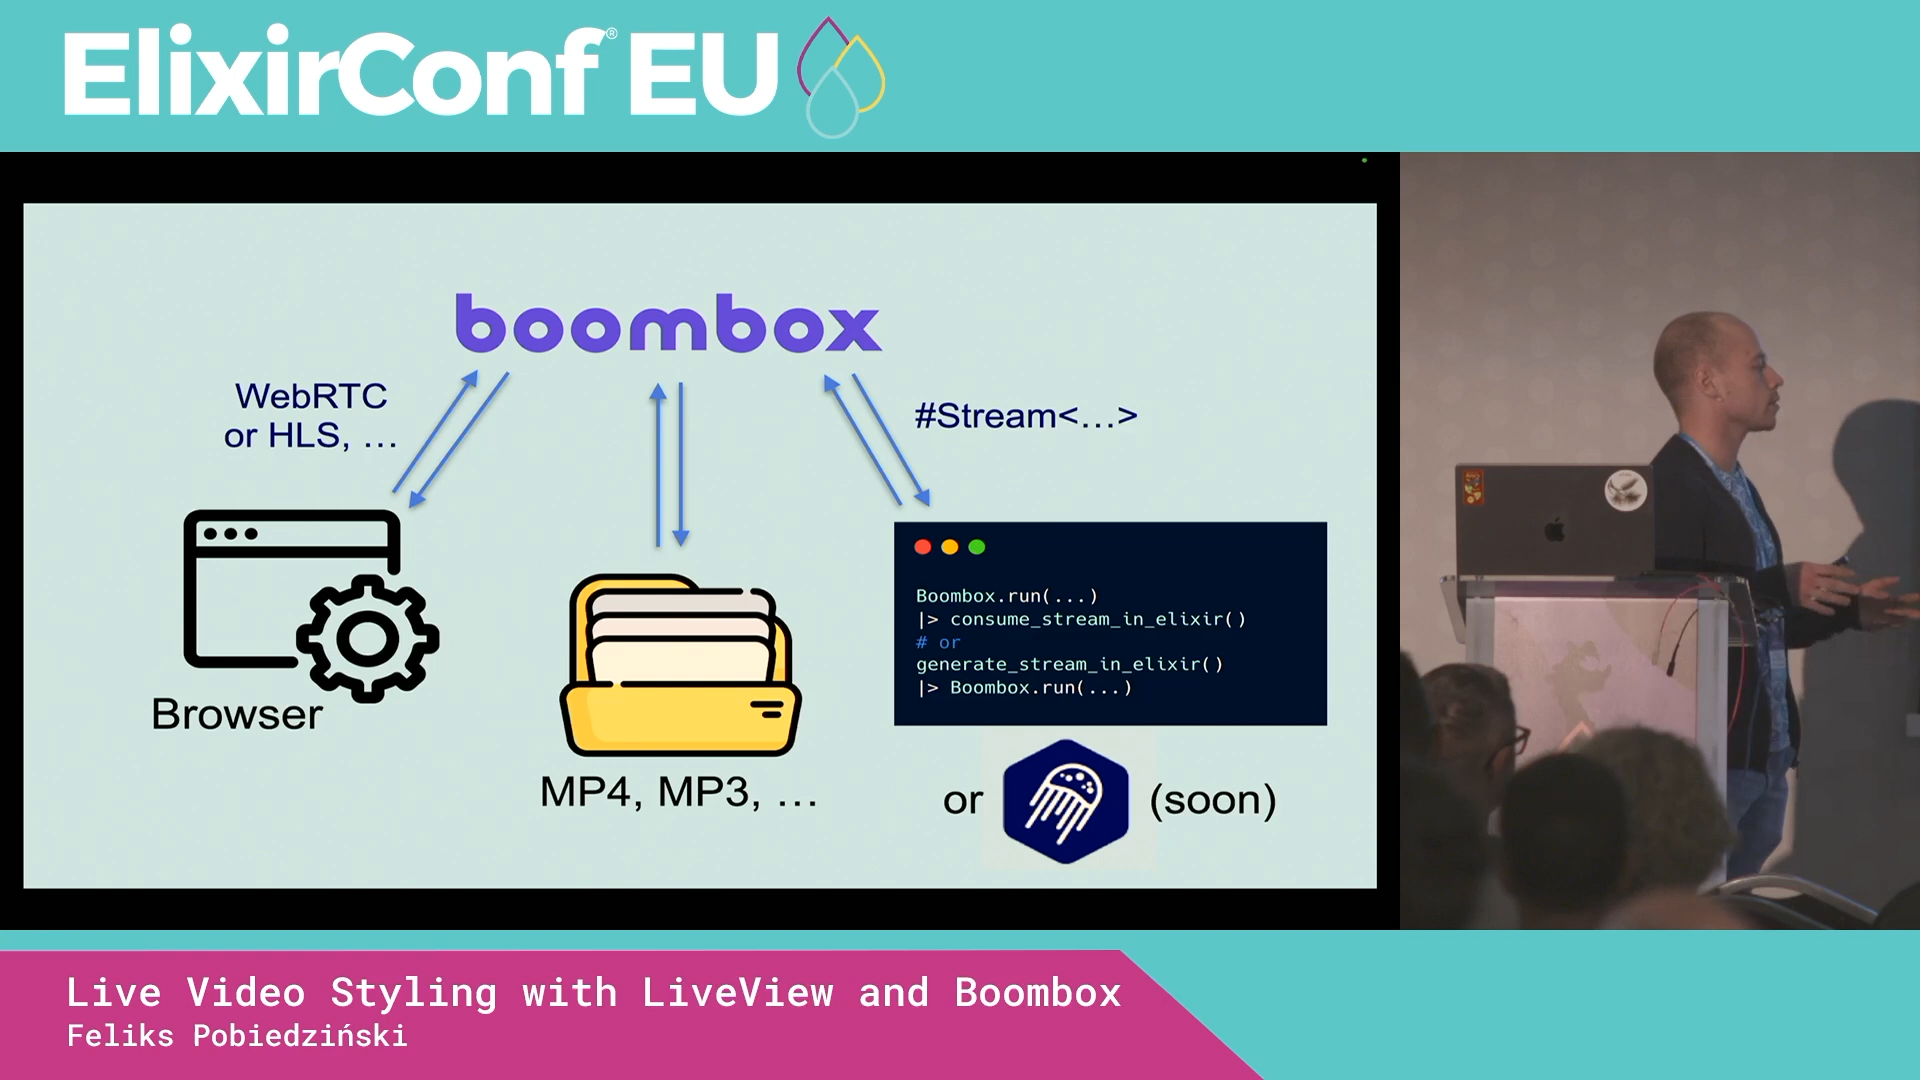 ElixirConf® EU
boombox
WebRTC
or HLS, ...
#Stream<...>
Browser
MP4, MP3, ...
Boombox.run(...)
|> consume_stream_in_elixir()
# or
generate_stream_in_elixir()
|> Boombox.run(...)
or
(soon)
Live Video Styling with LiveView and Boombox
Feliks Pobiedziński